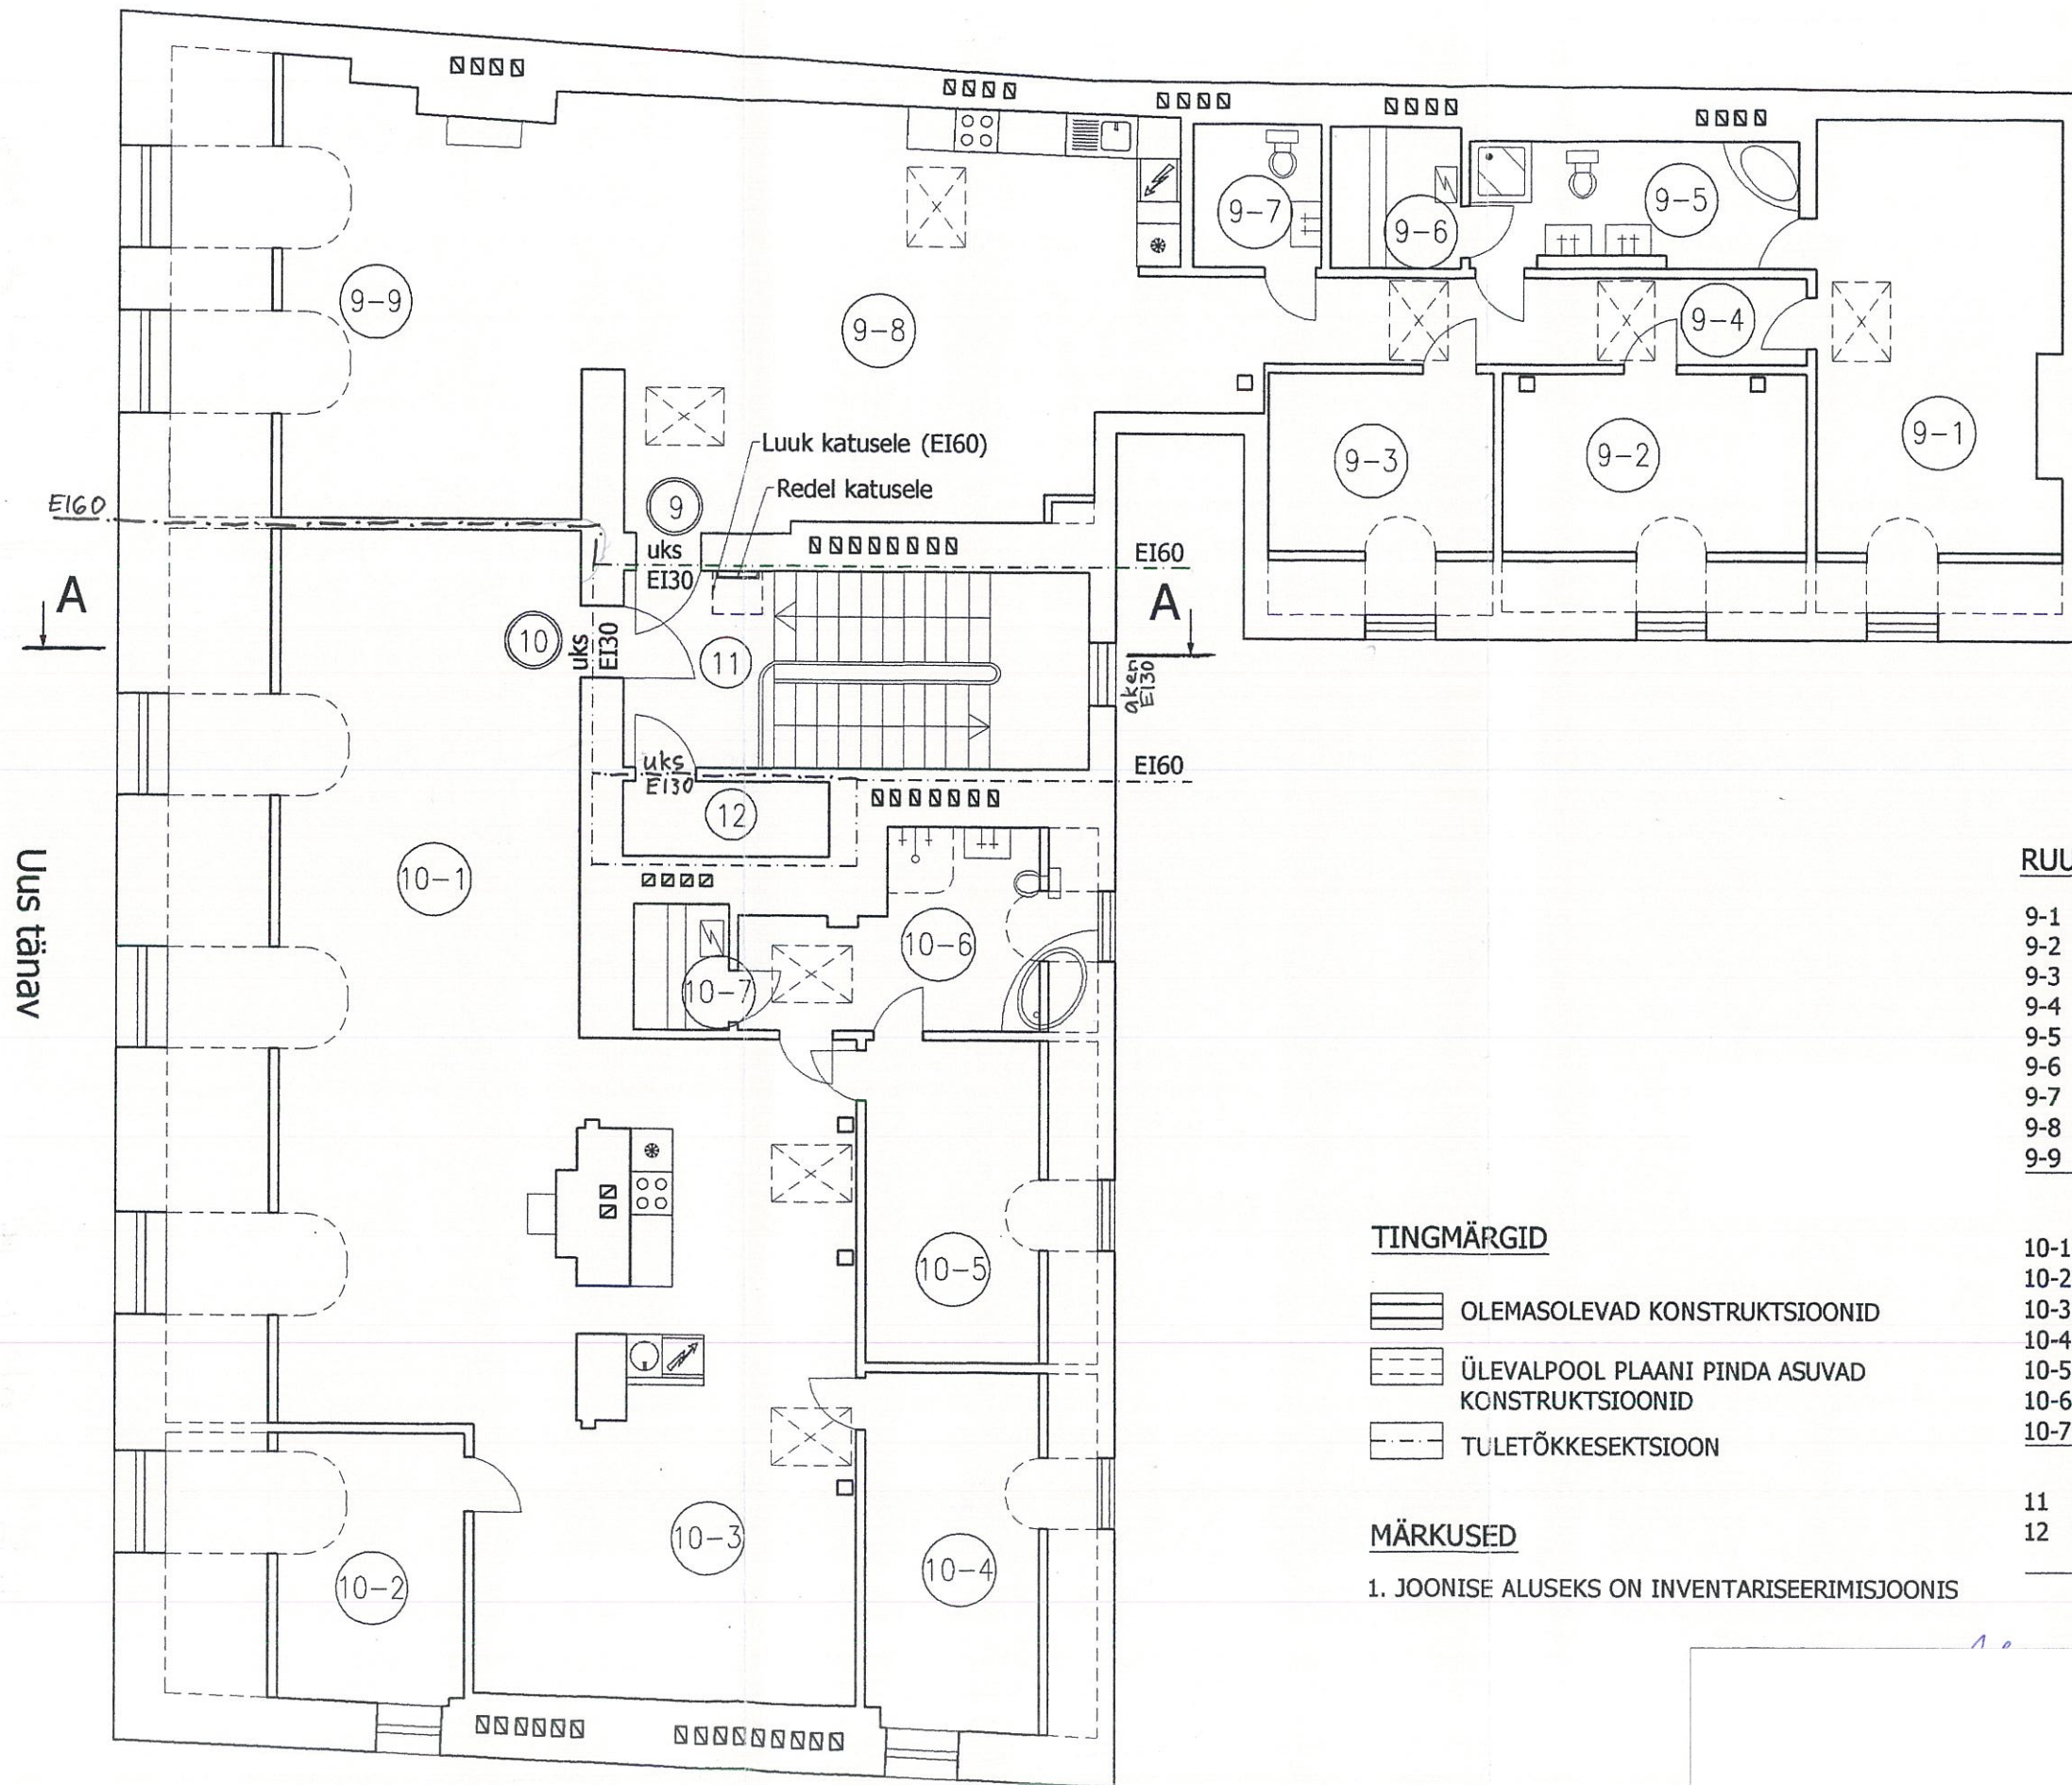 9-7
9-6
9-5
9-9
9-8
9-4
9-3
9-2
9-1
Luuk katusele (EI60)
Redel katusele
EI60
9
uks
EI30
EI60
A
A
10
uks
EI30
11
aken
EI30
uks
EI30
EI60
12
Uus tänav
10-1
10-6
10-7
10-5
10-3
10-2
10-4
TINGMÄRGID
OLEMASOLEVAD KONSTRUKTSIOONID
ÜLEVALPOOL PLAANI PINDA ASUVAD
KONSTRUKTSIOONID
TULETÕKKESEKTSIOON
MÄRKUSED
1. JOONISE ALUSEKS ON INVENTARISEERIMISJOONIS
RUU
9-1
9-2
9-3
9-4
9-5
9-6
9-7
9-8
9-9
10-1
10-2
10-3
10-4
10-5
10-6
10-7
11
12